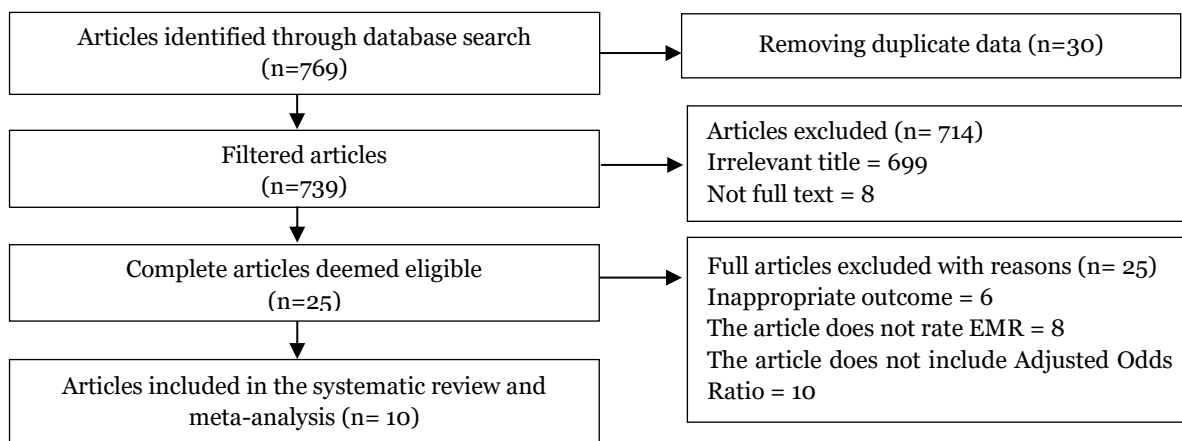 Articles identified through database search
(n=769)
Removing duplicate data (n=30)
Filtered articles
(n=739)
Articles excluded (n= 714)
Irrelevant title = 699
Not full text = 8
Complete articles deemed eligible
(n=25)
Full articles excluded with reasons (n= 25)
Inappropriate outcome = 6
The article does not rate EMR = 8
The article does not include Adjusted Odds
Ratio = 10
Articles included in the systematic review and
meta-analysis (n= 10)